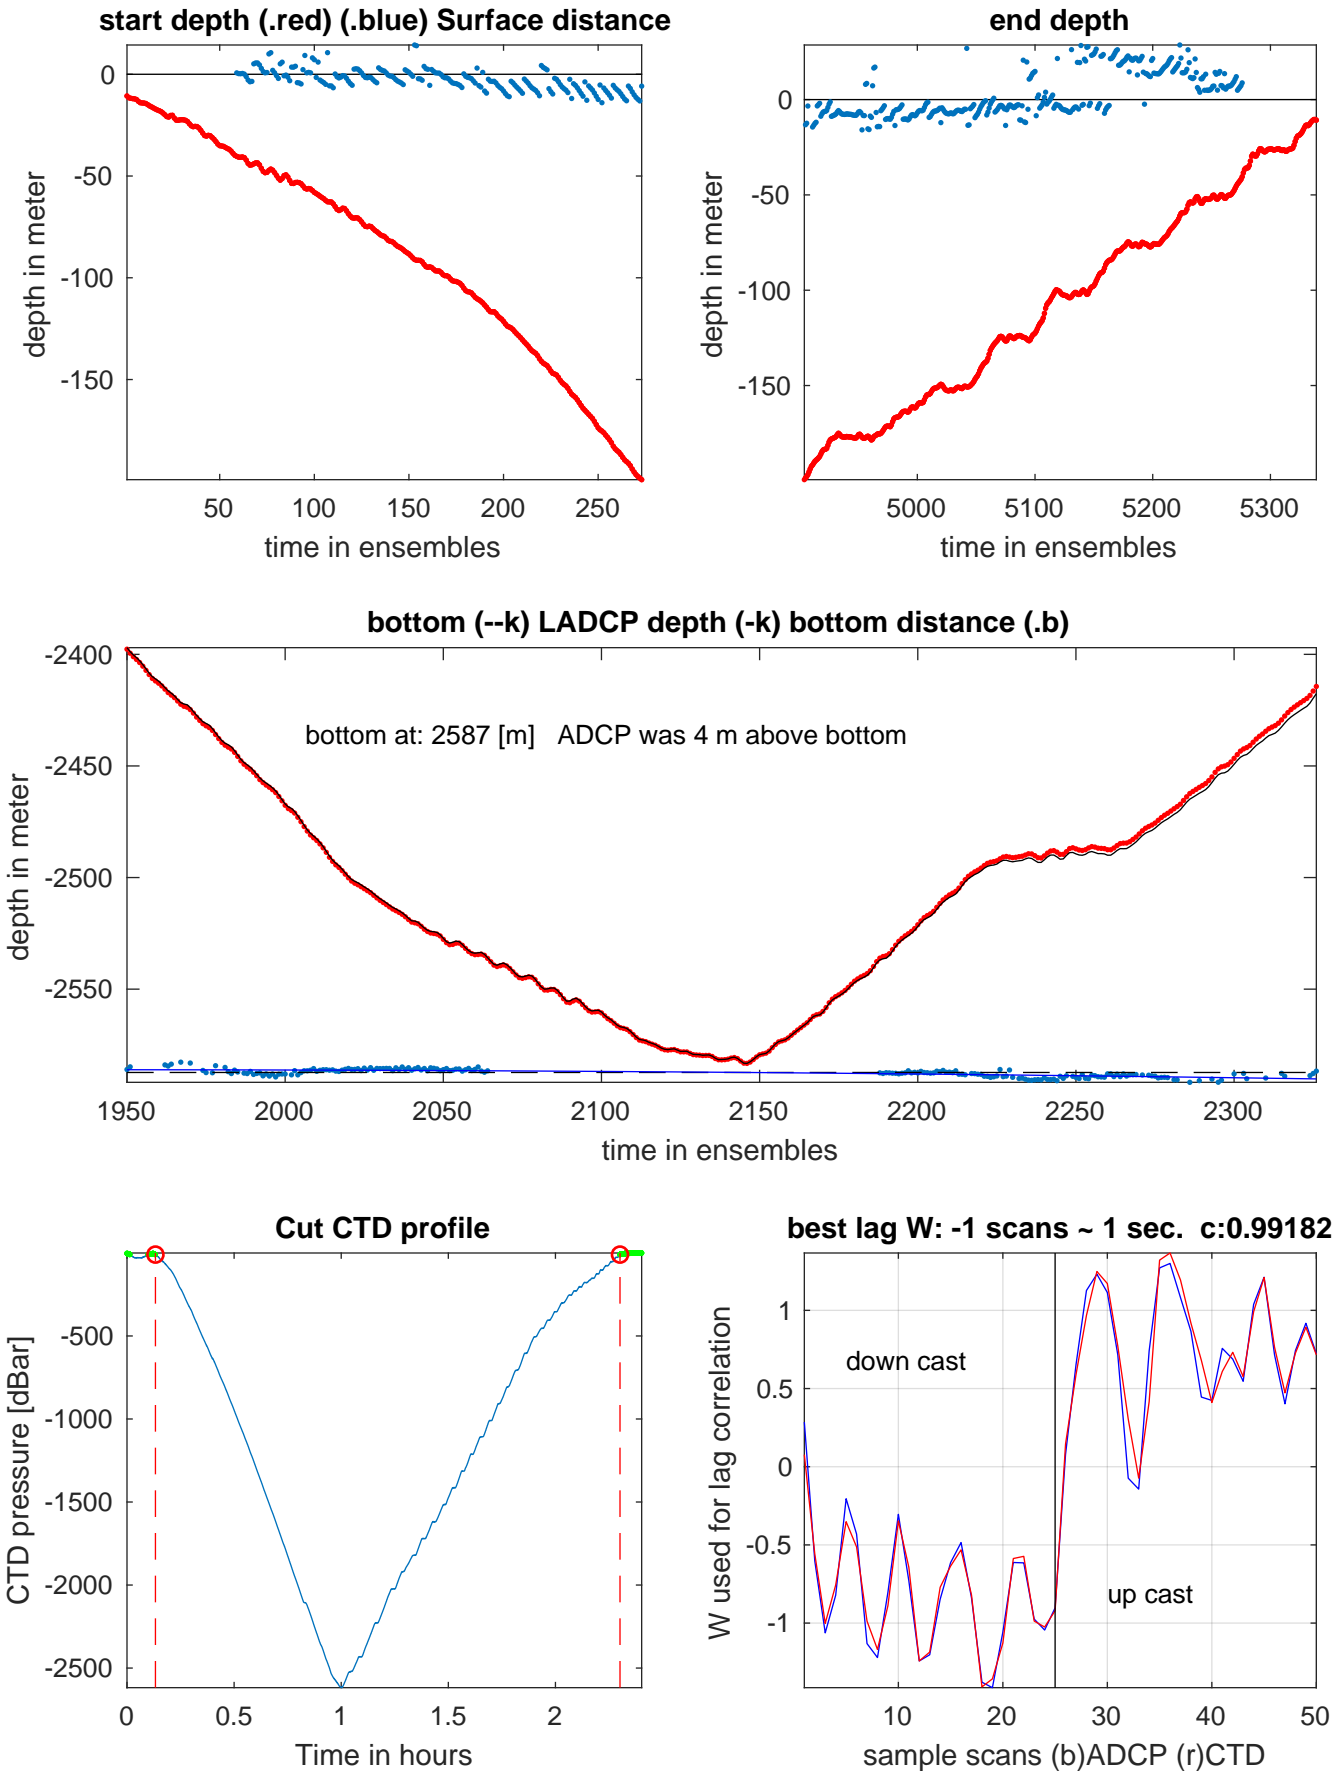 start depth (.red) (.blue) Surface distance
0
-50
-100
-150
depth in meter
50
100
150
200
250
time in ensembles
end depth
0
-50
-100
-150
depth in meter
5000
5100
5200
5300
time in ensembles
bottom (--k) LADCP depth (-k) bottom distance (.b)
-2400
-2450
-2500
-2550
depth in meter
bottom at: 2587 [m]   ADCP was 4 m above bottom
1950
2000
2050
2100
2150
2200
2250
2300
time in ensembles
Cut CTD profile
-500
-1000
-1500
-2000
-2500
CTD pressure [dBar]
0
0.5
1
1.5
2
Time in hours
best lag W: -1 scans ~ 1 sec.  c:0.99182
1
0.5
0
-0.5
-1
W used for lag correlation
down cast
up cast
10
20
30
40
50
sample scans (b)ADCP (r)CTD